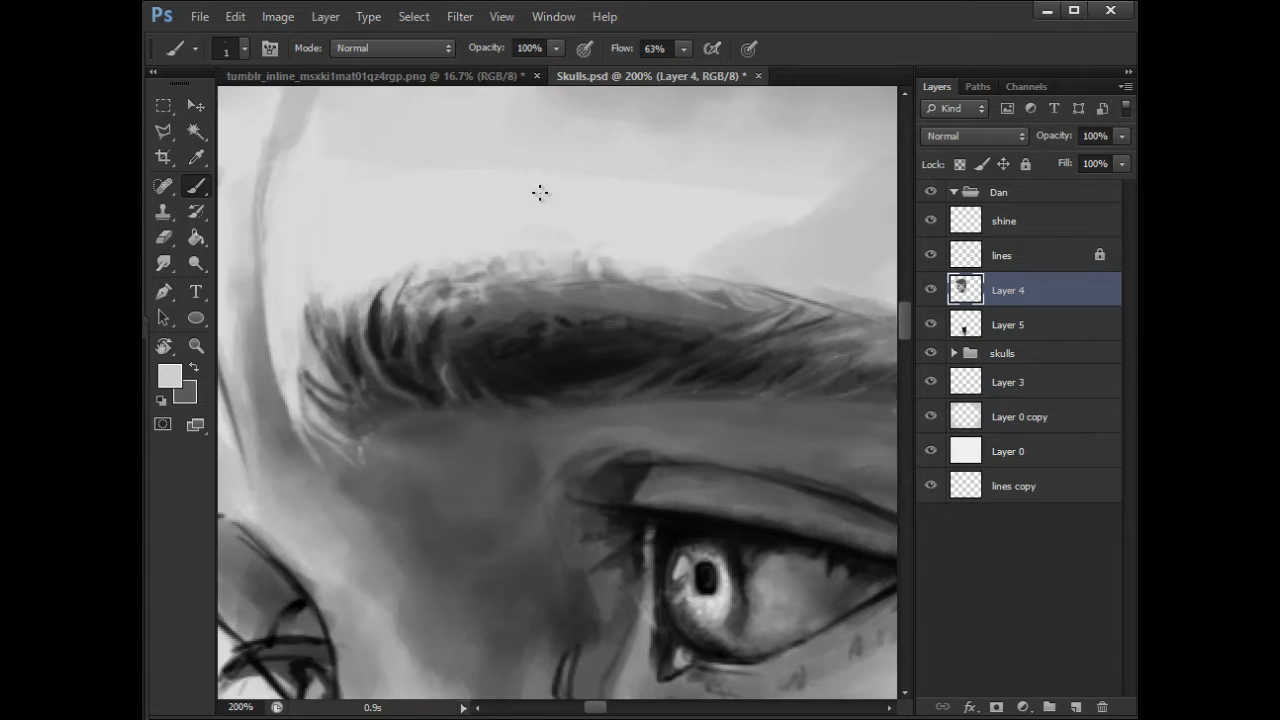 Ps File Edit Image Layer Type Select Filter View Window Help
1 Mode: Normal Opacity: 100% Flow: 63%
tumblr_inline_msxki1mat01qz4rgp.png @ 16.7% (RGB/8) * Skulls.psd @ 200% (Layer 4, RGB/8) *
Layers Paths Channels
Kind
Normal Opacity: 100%
Lock: Fill: 100%
Dan
shine
lines
Layer 4
Layer 5
skulls
Layer 3
Layer 0 copy
Layer 0
lines copy
200% 0.9s